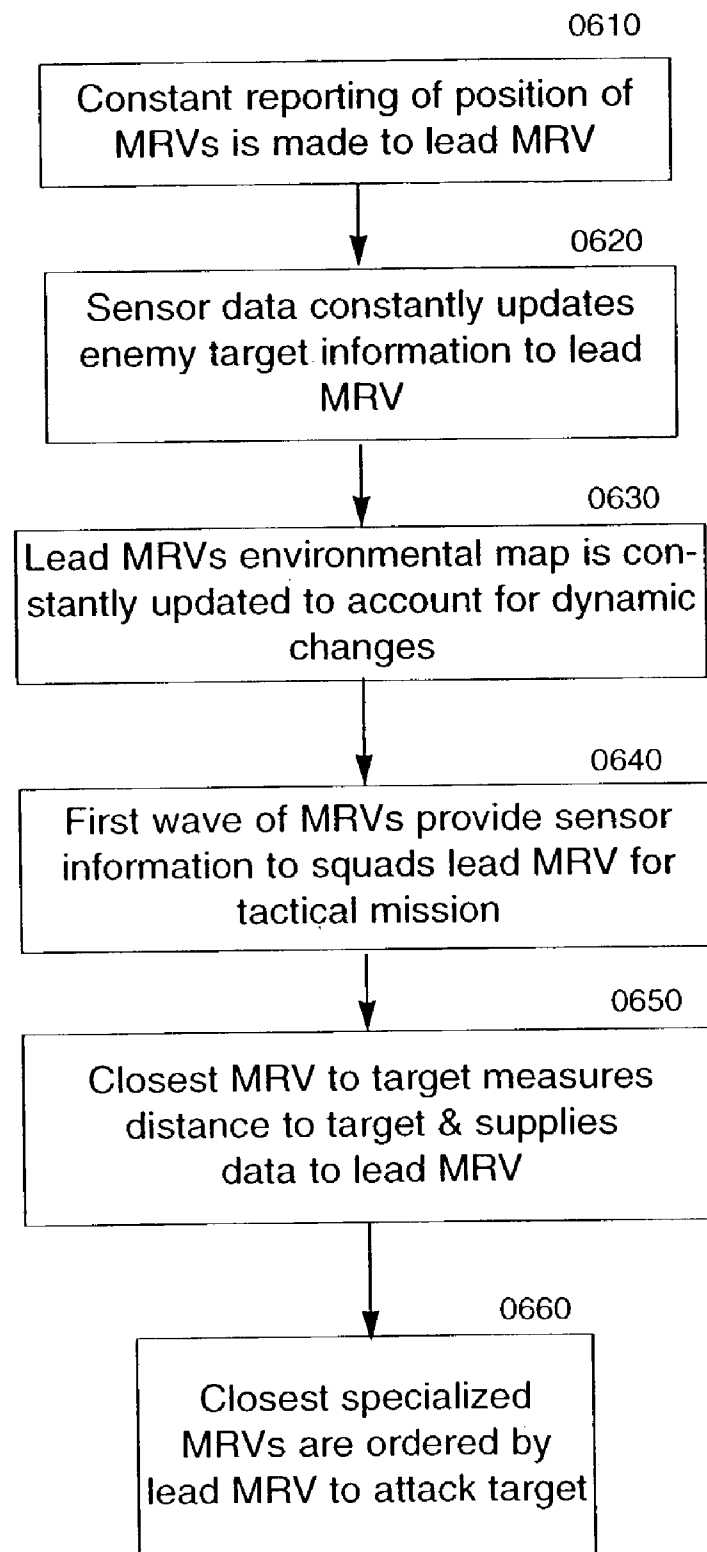 0610
Constant reporting of position of
MRVs is made to lead MRV
0620
Sensor data constantly updates
enemy target information to lead
MRV
0630
Lead MRVs environmental map is con-
stantly updated to account for dynamic
changes
0640
First wave of MRVs provide sensor
information to squads lead MRV for
tactical mission
0650
Closest MRV to target measures
distance to target & supplies
data to lead MRV
0660
Closest specialized
MRVs are ordered by
lead MRV to attack target